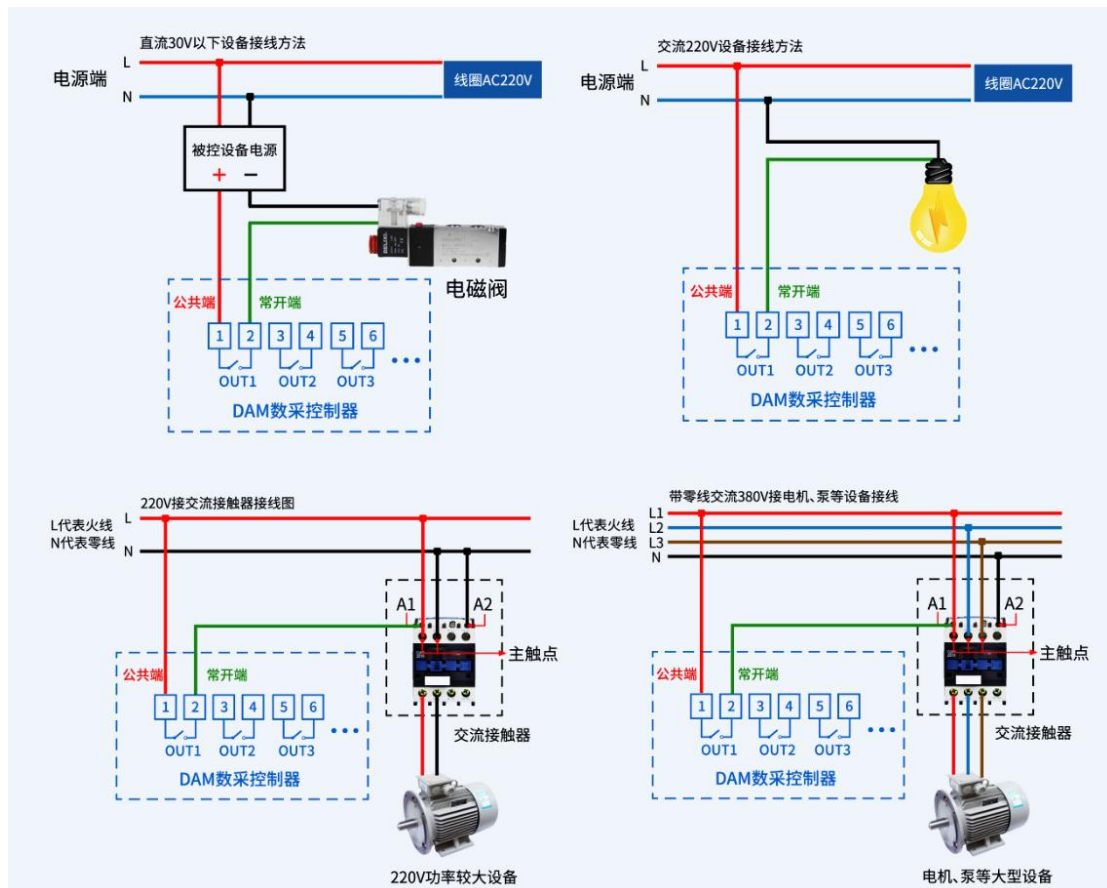 直流30V以下设备接线方法
L
电源端
N
线圈AC220V
被控设备电源
+ −
电磁阀
公共端
常开端
1 2 3 4 5 6
OUT1 OUT2 OUT3
DAM数采控制器
交流220V设备接线方法
L
电源端
N
线圈AC220V
公共端
常开端
1 2 3 4 5 6
OUT1 OUT2 OUT3
DAM数采控制器
220V接交流接触器接线图
L代表火线 L
N代表零线 N
A1 A2
主触点
公共端
常开端
1 2 3 4 5 6
OUT1 OUT2 OUT3
交流接触器
DAM数采控制器
220V功率较大设备
带零线交流380V接电机、泵等设备接线
L1
L代表火线 L2
N代表零线 L3
N
A1 A2
主触点
公共端
常开端
1 2 3 4 5 6
OUT1 OUT2 OUT3
交流接触器
DAM数采控制器
电机、泵等大型设备